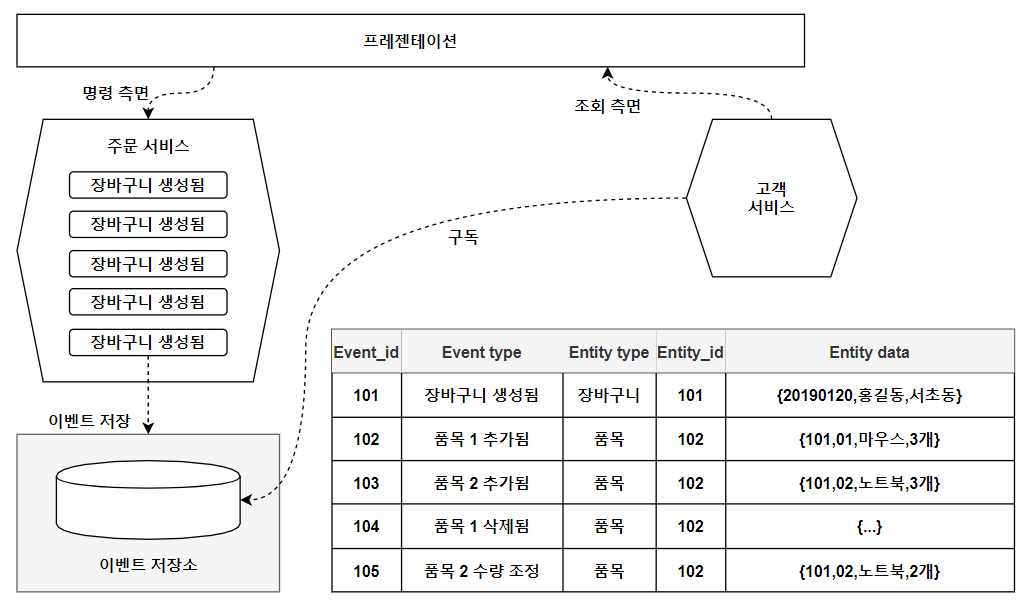 프레젠테이션
명령 측면
조회 측면
주문 서비스
장바구니 생성됨
장바구니 생성됨
장바구니 생성됨
장바구니 생성됨
장바구니 생성됨
고객
서비스
구독
이벤트 저장
이벤트 저장소
Event_id Event type Entity type Entity_id Entity data
101 장바구니 생성됨 장바구니 101 {20190120,홍길동,서초동}
102 품목 1 추가됨 품목 102 {101,01,마우스,3개}
103 품목 2 추가됨 품목 102 {101,02,노트북,3개}
104 품목 1 삭제됨 품목 102 {...}
105 품목 2 수량 조정 품목 102 {101,02,노트북,2개}